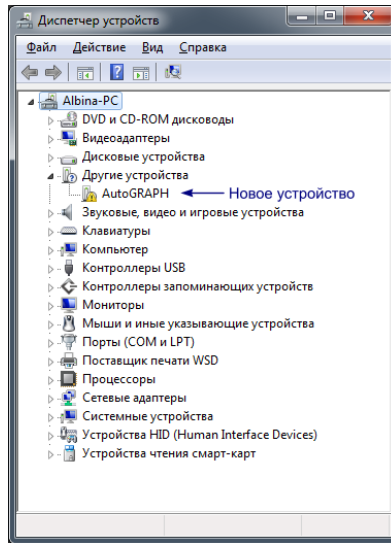 Диспетчер устройств
Файл Действие Вид Справка
Albina-PC
DVD и CD-ROM дисководы
Видеоадаптеры
Дисковые устройства
Другие устройства
AutoGRAPH Новое устройство
Звуковые, видео и игровые устройства
Клавиатуры
Компьютер
Контроллеры USB
Контроллеры запоминающих устройств
Мониторы
Мыши и иные указывающие устройства
Порты (COM и LPT)
Поставщик печати WSD
Процессоры
Сетевые адаптеры
Системные устройства
Устройства HID (Human Interface Devices)
Устройства чтения смарт-карт